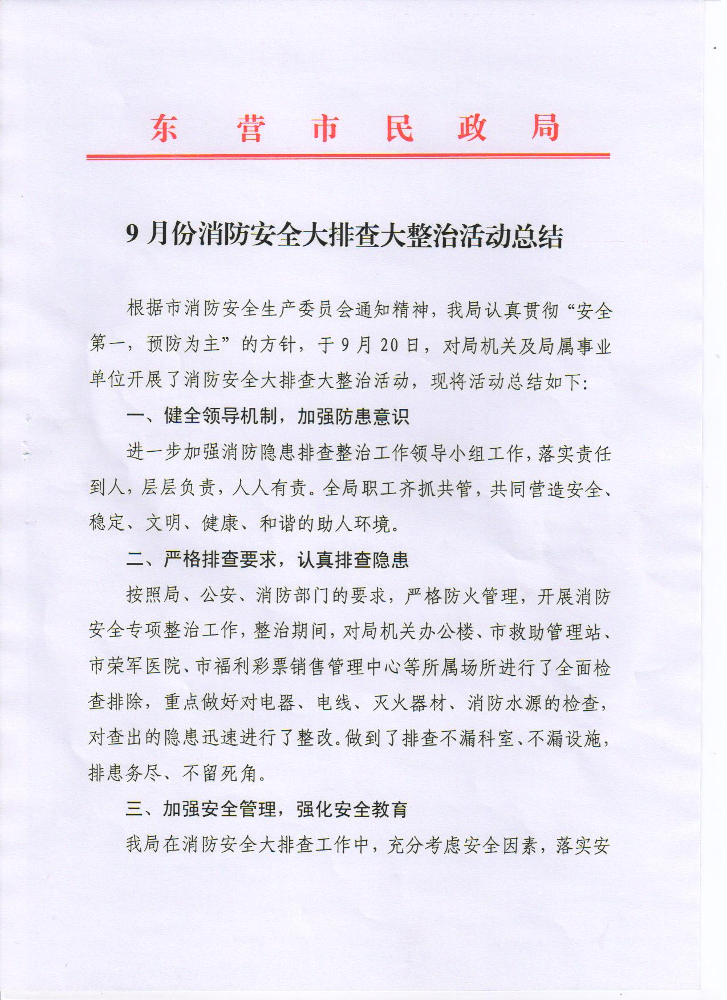 东营市民政局
9月份消防安全大排查大整治活动总结
根据市消防安全生产委员会通知精神，我局认真贯彻“安全
第一，预防为主”的方针，于9月20日，对局机关及局属事业
单位开展了消防安全大排查大整治活动，现将活动总结如下：
一、健全领导机制，加强防患意识
进一步加强消防隐患排查整治工作领导小组工作，落实责任
到人，层层负责，人人有责。全局职工齐抓共管，共同营造安全、
稳定、文明、健康、和谐的助人环境。
二、严格排查要求，认真排查隐患
按照局、公安、消防部门的要求，严格防火管理，开展消防
安全专项整治工作，整治期间，对局机关办公楼、市救助管理站、
市荣军医院、市福利彩票销售管理中心等所属场所进行了全面检
查排除，重点做好对电器、电线、灭火器材、消防水源的检查，
对查出的隐患迅速进行了整改。做到了排查不漏科室、不漏设施，
排患务尽、不留死角。
三、加强安全管理，强化安全教育
我局在消防安全大排查工作中，充分考虑安全因素，落实安